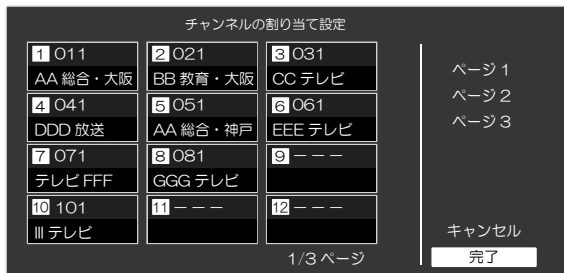 チャンネルの割り当て設定
1 011
AA 総合・大阪
2 021
BB 教育・大阪
3 031
CC テレビ
4 041
DDD 放送
5 051
AA 総合・神戸
6 061
EEE テレビ
7 071
テレビ FFF
8 081
GGG テレビ
9 －－－
10 101
III テレビ
11 －－－
12 －－－
1/3 ページ
ページ 1
ページ 2
ページ 3
キャンセル
完了